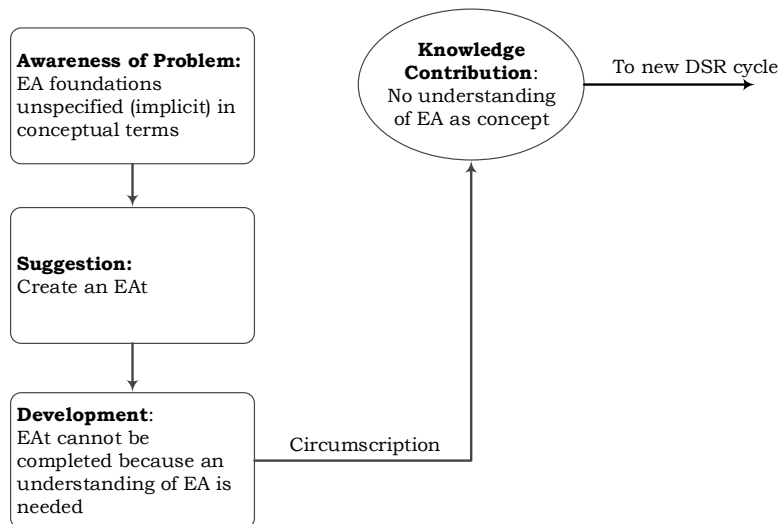 Awareness of Problem:
EA foundations
unspecified (implicit) in
conceptual terms
Suggestion:
Create an EAt
Development:
EAt cannot be
completed because an
understanding of EA is
needed
Circumscription
Knowledge
Contribution:
No understanding
of EA as concept
To new DSR cycle